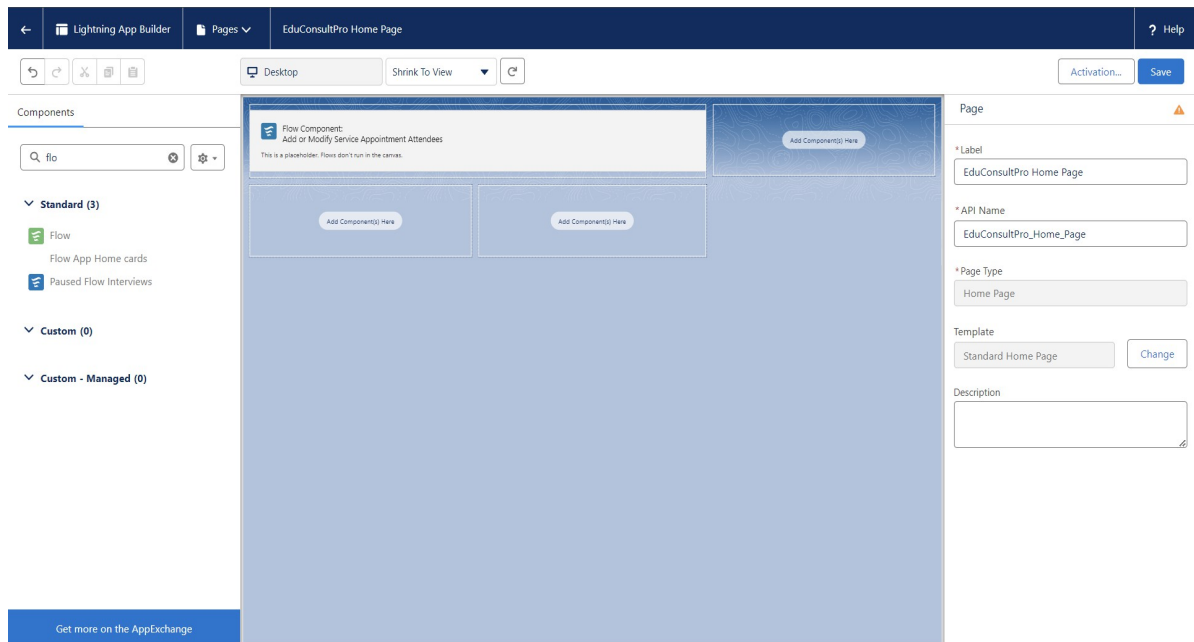 Lightning App Builder
Pages
EduConsultPro Home Page
? Help
Desktop
Shrink To View
Activation...
Save
Components
flo
Standard (3)
Flow
Flow App Home cards
Paused Flow Interviews
Custom (0)
Custom - Managed (0)
Get more on the AppExchange
Flow Component:
Add or Modify Service Appointment Attendees
This is a placeholder. Flows don't run in the canvas.
Add Component(s) Here
Add Component(s) Here
Add Component(s) Here
Page
*Label
EduConsultPro Home Page
*API Name
EduConsultPro_Home_Page
*Page Type
Home Page
Template
Standard Home Page
Change
Description